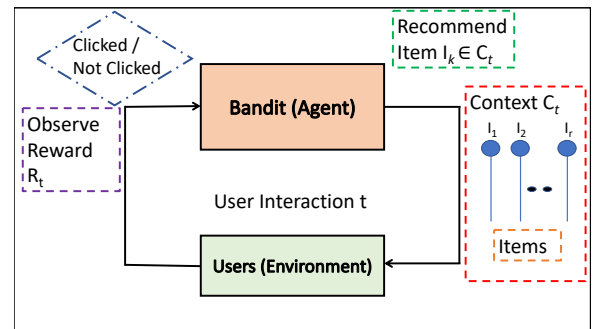 Clicked /
Not Clicked
Recommend
Item Iₖ ∈ Cₜ
Bandit (Agent)
Observe
Reward
Rₜ
Context Cₜ
I₁ I₂ Iᵣ
User Interaction t
Items
Users (Environment)